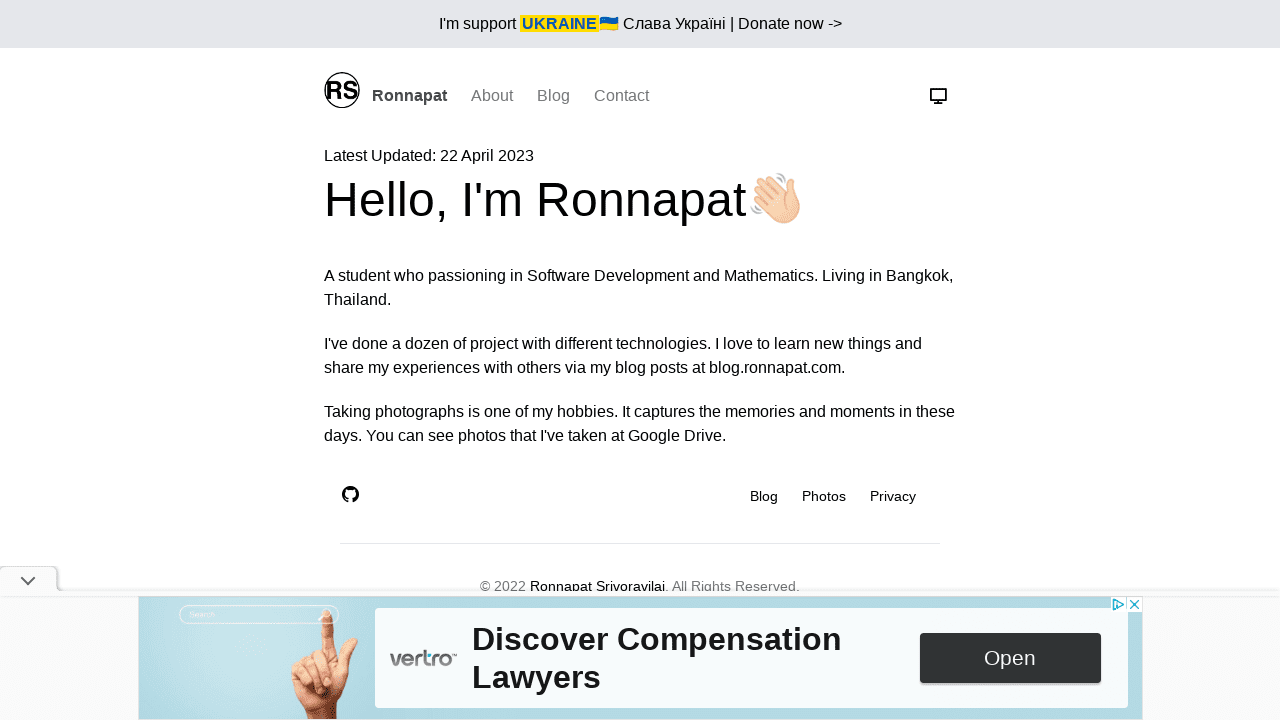 I'm support UKRAINE🇺🇦 Слава Україні | Donate now ->
RS Ronnapat About Blog Contact
Latest Updated: 22 April 2023
Hello, I'm Ronnapat👋🏻
A student who passioning in Software Development and Mathematics. Living in Bangkok,
Thailand.
I've done a dozen of project with different technologies. I love to learn new things and
share my experiences with others via my blog posts at blog.ronnapat.com.
Taking photographs is one of my hobbies. It captures the memories and moments in these
days. You can see photos that I've taken at Google Drive.
Blog Photos Privacy
© 2022 Ronnapat Srivoravilai. All Rights Reserved.
Search
vertro
Discover Compensation
Lawyers
Open